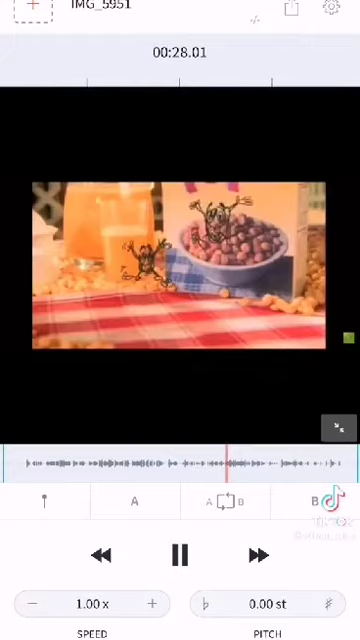 IMG_5951
00:28.01
A
A B
B
TikTok
− 1.00 x +
♭ 0.00 st ♯
SPEED
PITCH